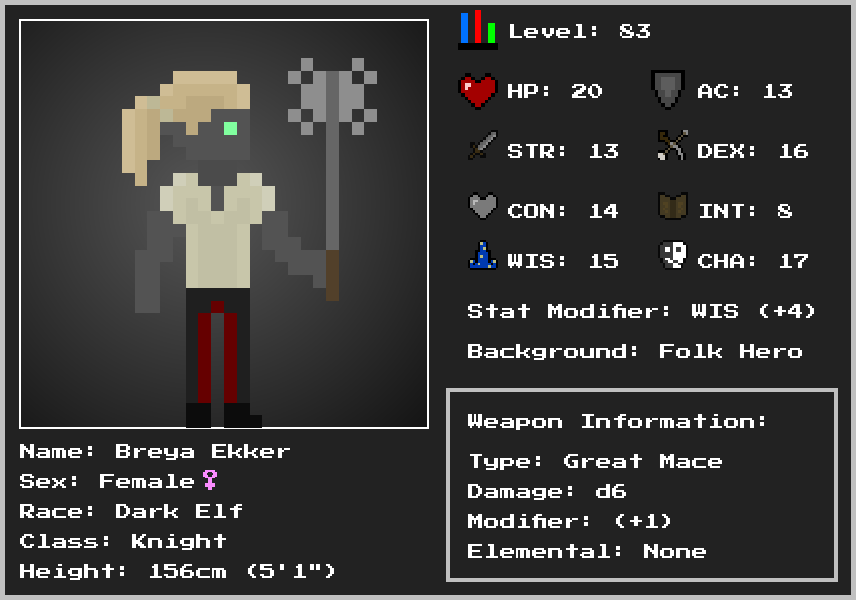 Level: 83
HP: 20 AC: 13
STR: 13 DEX: 16
CON: 14 INT: 8
WIS: 15 CHA: 17
Stat Modifier: WIS (+4)
Background: Folk Hero
Weapon Information:
Type: Great Mace
Damage: d6
Modifier: (+1)
Elemental: None
Name: Breya Ekker
Sex: Female♀
Race: Dark Elf
Class: Knight
Height: 156cm (5'1")